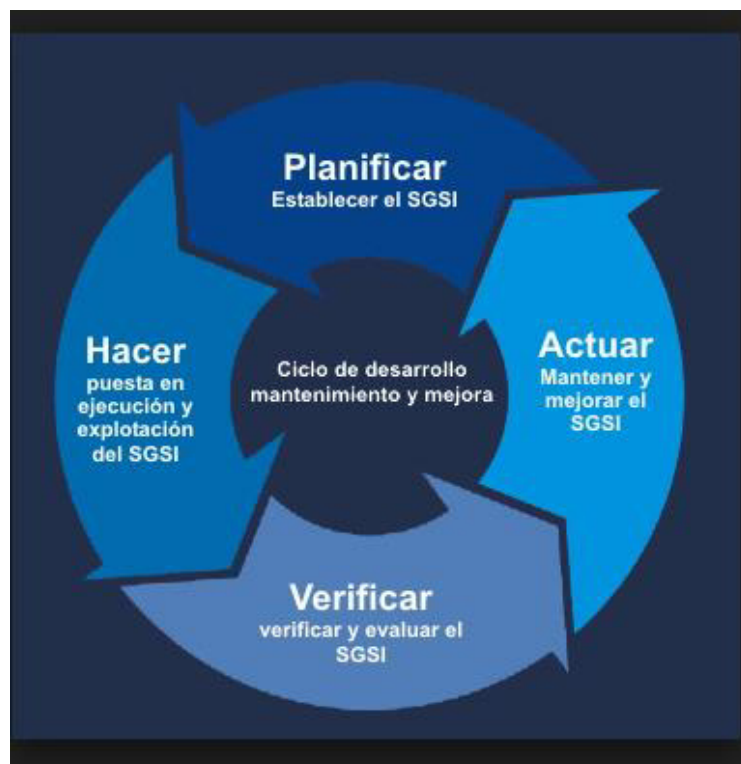 Planificar
Establecer el SGSI
Hacer
puesta en
ejecución y
explotación
del SGSI
Ciclo de desarrollo
mantenimiento y mejora
Actuar
Mantener y
mejorar el
SGSI
Verificar
verificar y evaluar el
SGSI